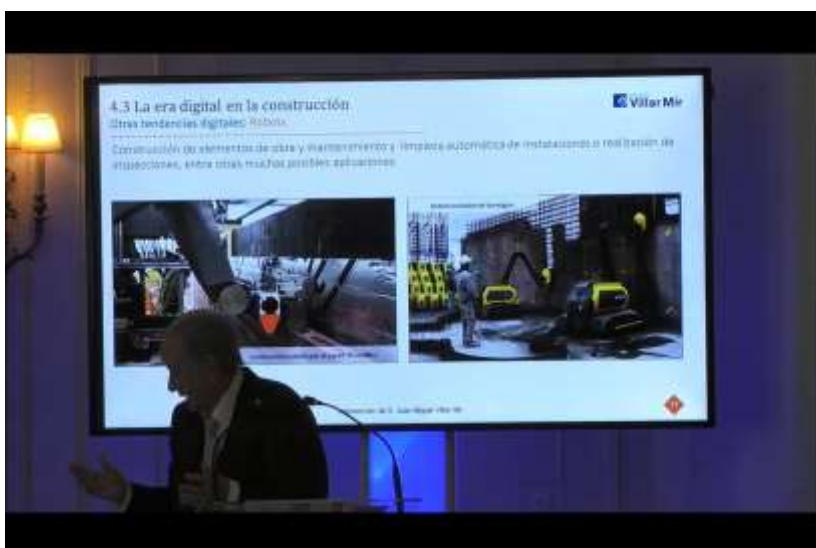 4.3 La era digital en la construcción
Villar Mir
Otras tendencias digitales: Robots
Construcción de elementos de obra y mantenimiento y limpieza automática de instalaciones o realización de
inspecciones, entre otras muchas posibles aplicaciones